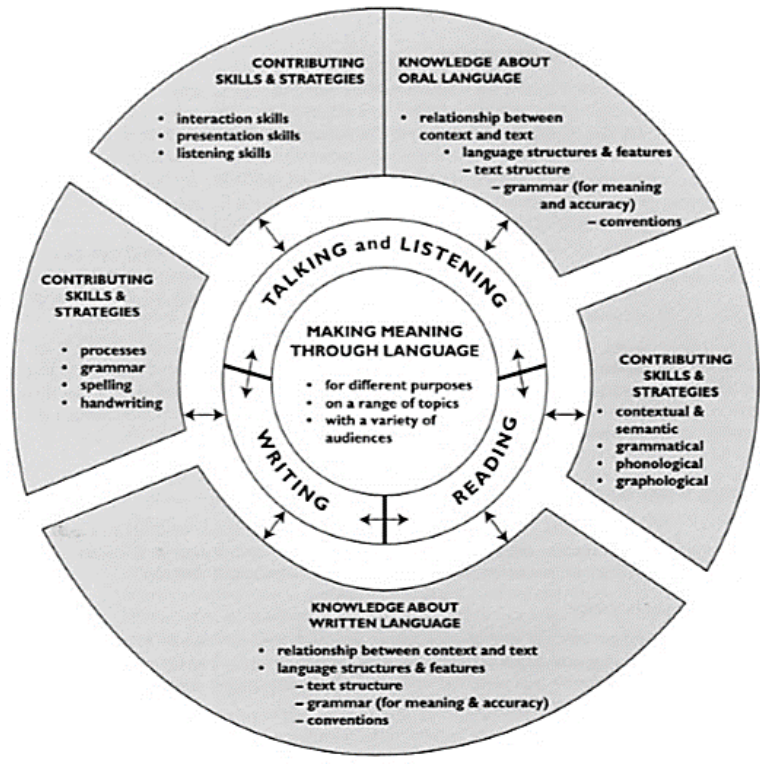 CONTRIBUTING
SKILLS & STRATEGIES
• interaction skills
• presentation skills
• listening skills
KNOWLEDGE ABOUT
ORAL LANGUAGE
• relationship between
context and text
• language structures & features
– text structure
– grammar (for meaning
and accuracy)
– conventions
TALKING and LISTENING
CONTRIBUTING
SKILLS &
STRATEGIES
• processes
• grammar
• spelling
• handwriting
MAKING MEANING
THROUGH LANGUAGE
• for different purposes
• on a range of topics
• with a variety of
audiences
CONTRIBUTING
SKILLS &
STRATEGIES
• contextual &
semantic
• grammatical
• phonological
• graphological
WRITING
READING
KNOWLEDGE ABOUT
WRITTEN LANGUAGE
• relationship between context and text
• language structures & features
– text structure
– grammar (for meaning & accuracy)
– conventions